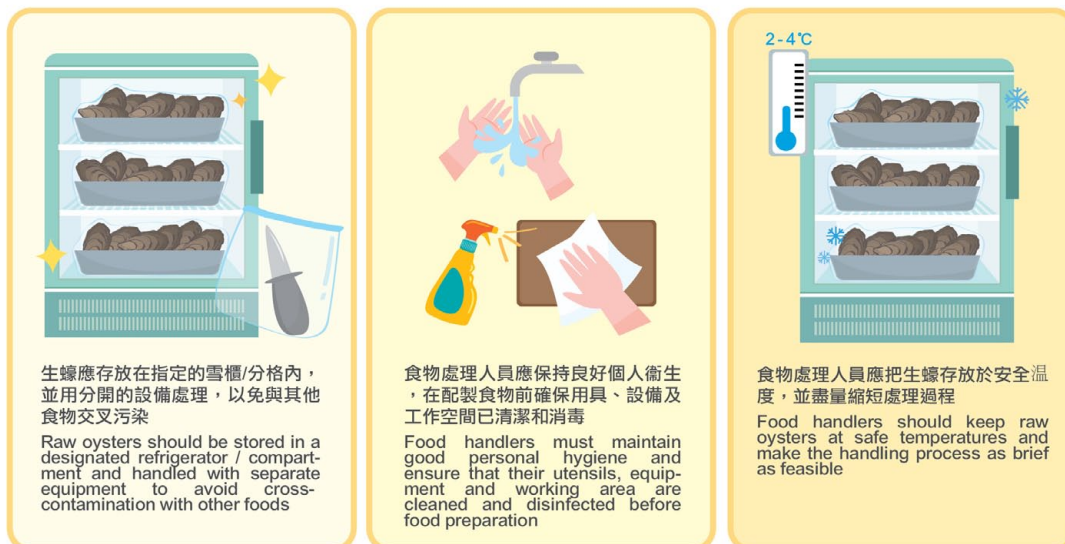 生蠔應存放在指定的雪櫃/分格內，
並用分開的設備處理，以免與其他
食物交叉污染
Raw oysters should be stored in a
designated refrigerator / compart-
ment and handled with separate
equipment to avoid cross-
contamination with other foods
食物處理人員應保持良好個人衞生
，在配製食物前確保用具、設備及
工作空間已清潔和消毒
Food handlers must maintain
good personal hygiene and
ensure that their utensils, equip-
ment and working area are
cleaned and disinfected before
food preparation
2-4℃
食物處理人員應把生蠔存放於安全温
度，並盡量縮短處理過程
Food handlers should keep raw
oysters at safe temperatures and
make the handling process as brief
as feasible